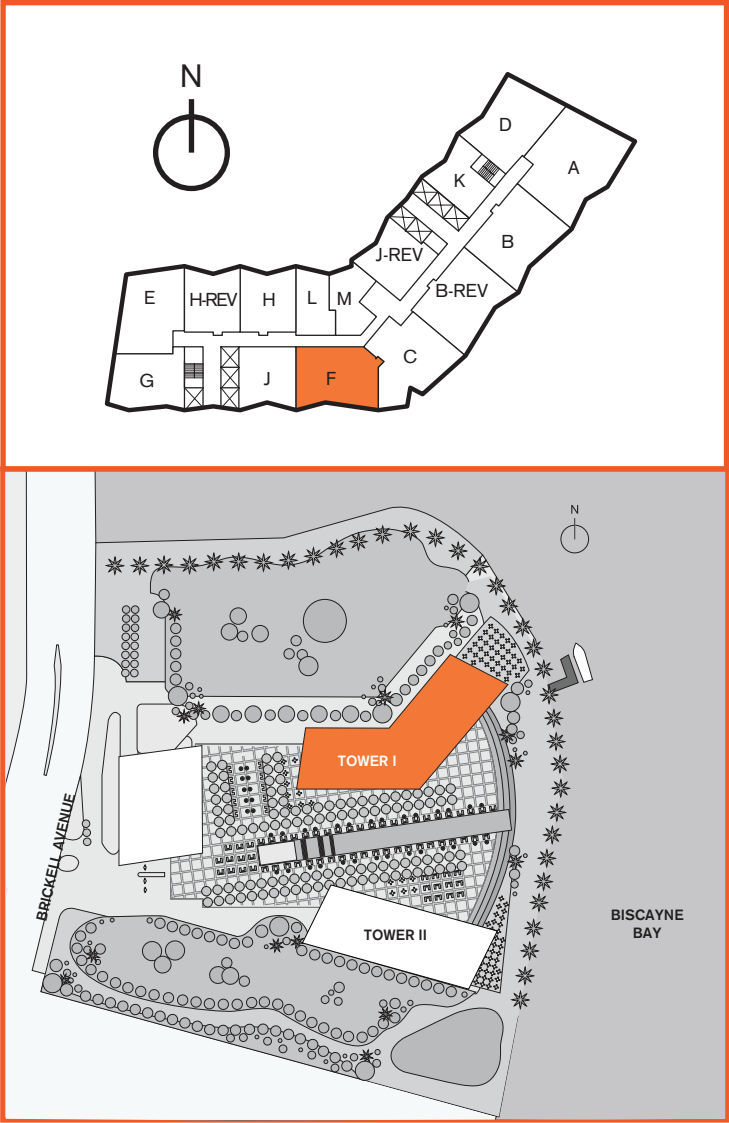 N
D
A
K
B
J-REV
B-REV
E
H-REV
H
L
M
C
G
J
F
N
TOWER I
BRICKELL AVENUE
TOWER II
BISCAYNE
BAY